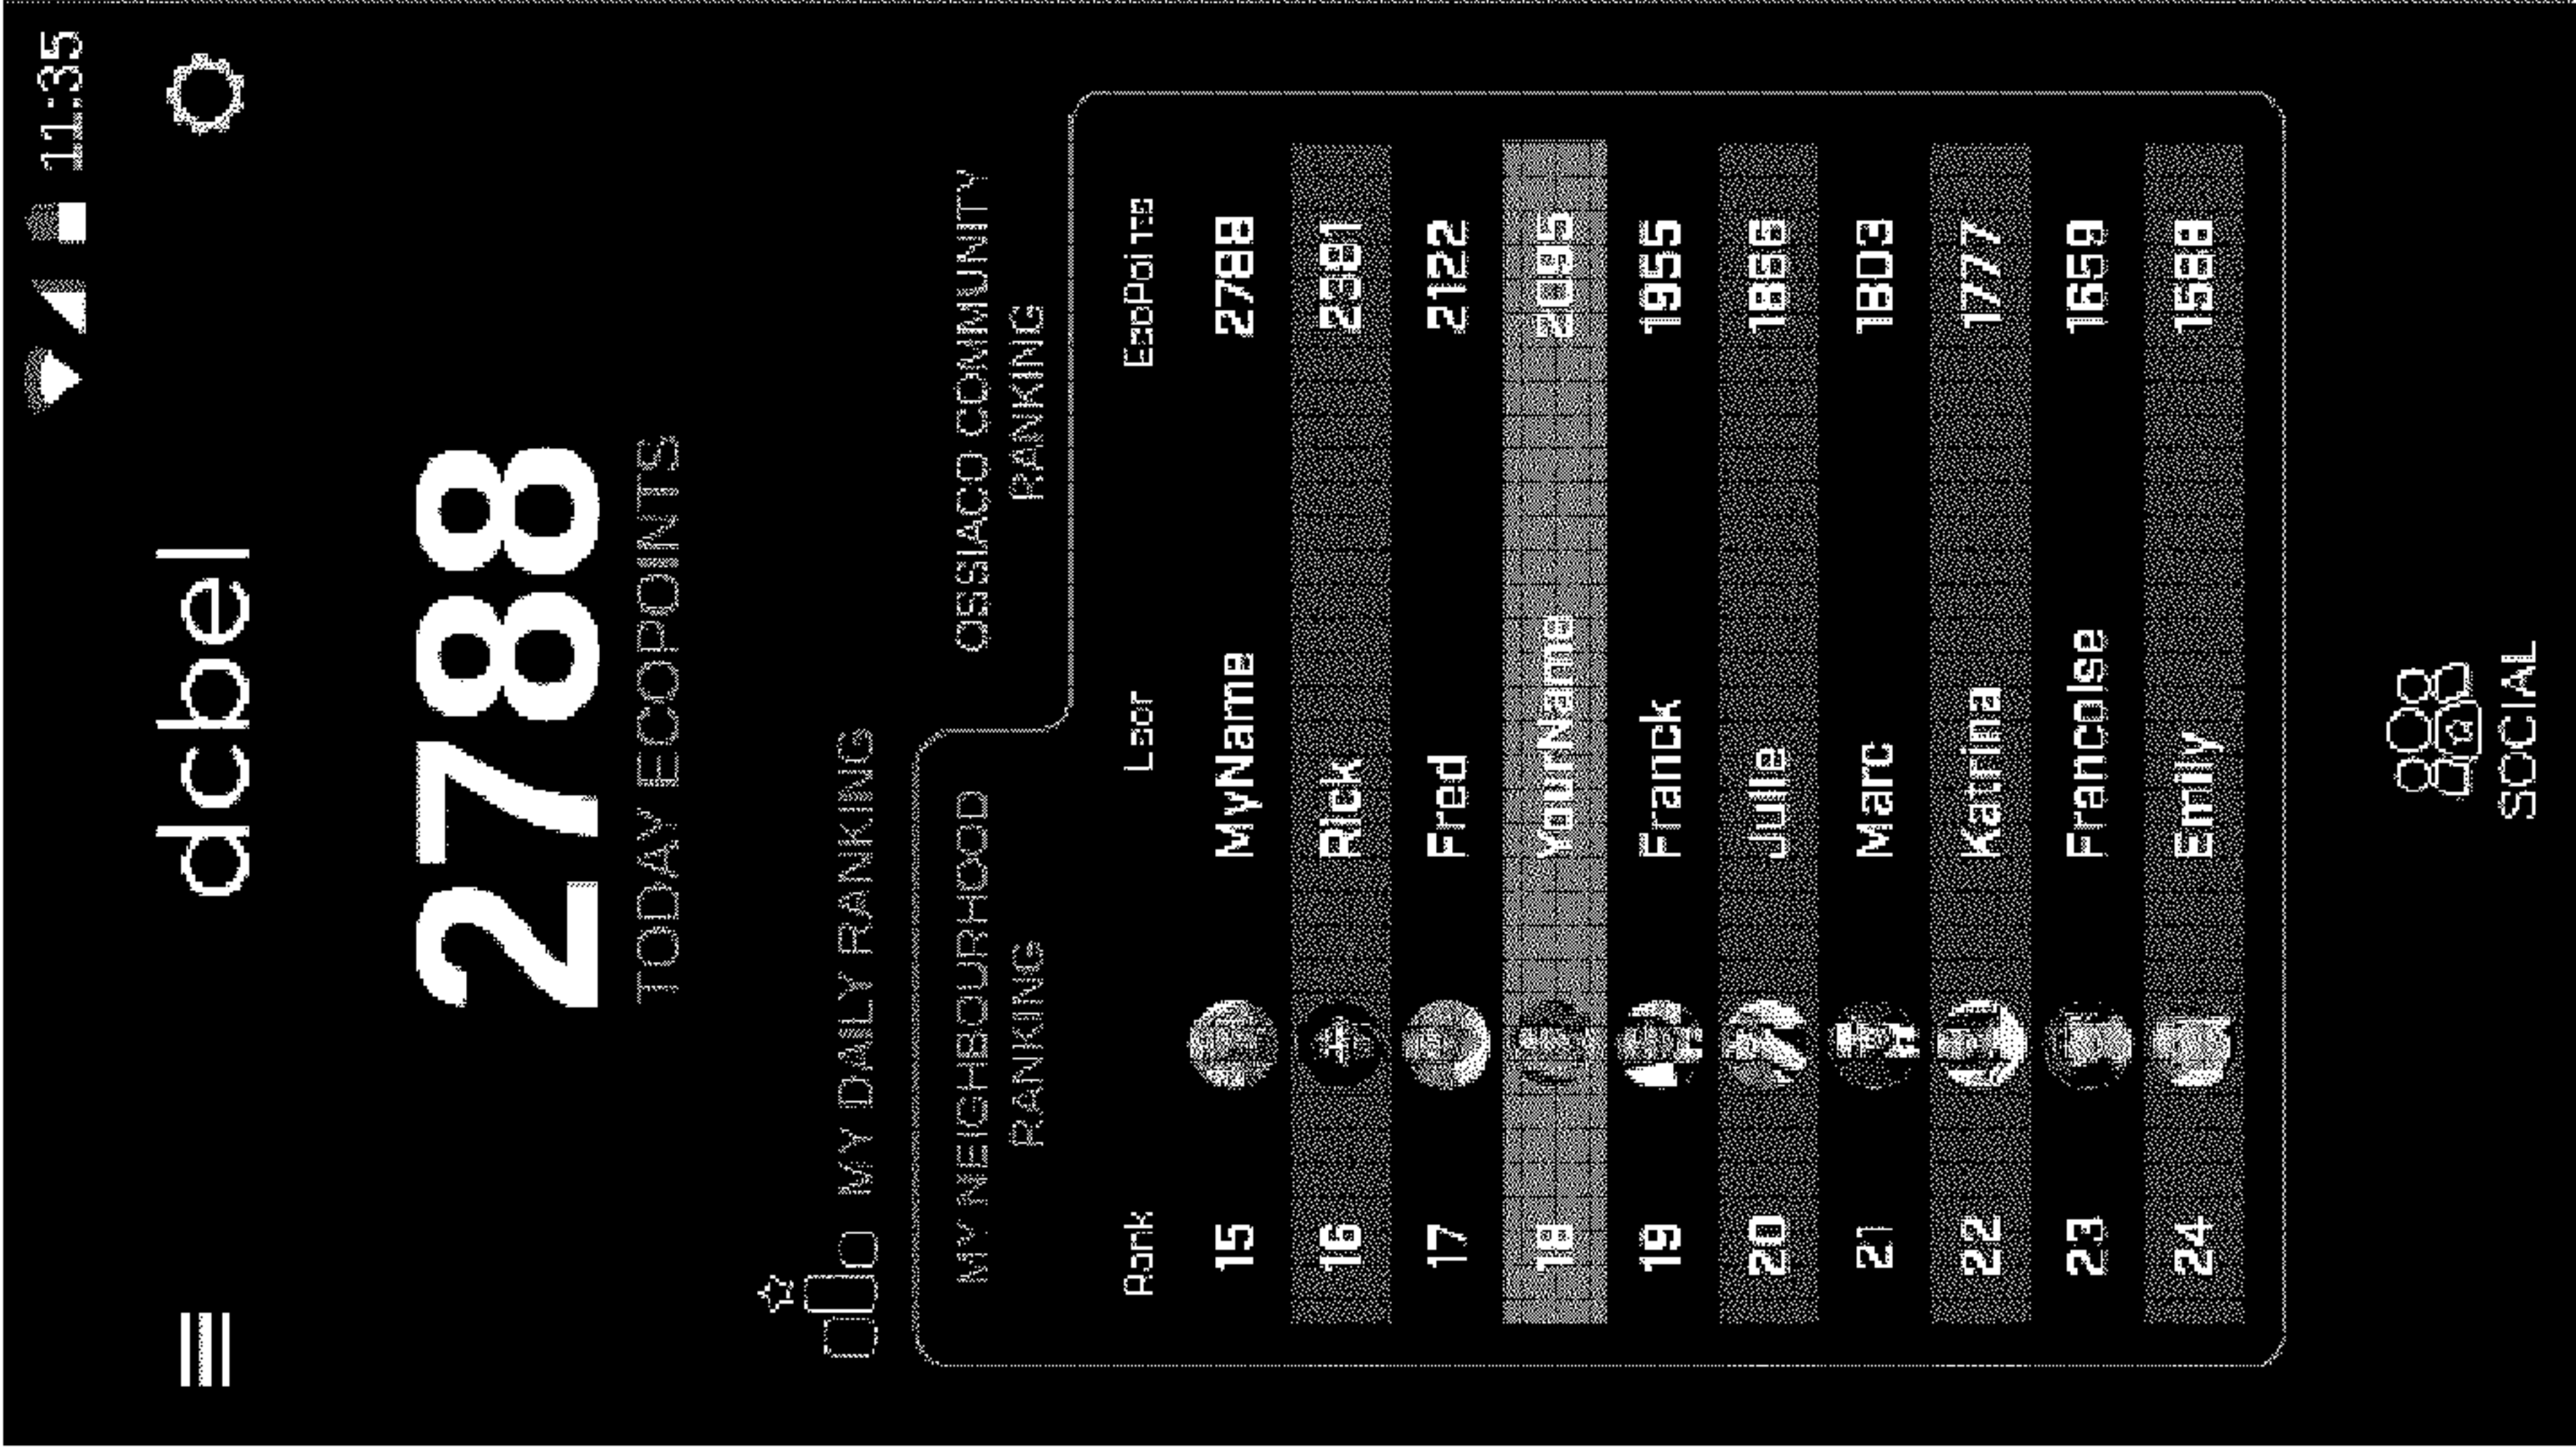 11:35
dcbel
2788
TODAY ECOPOINTS
MY DAILY RANKING
MY NEIGHBOURHOOD RANKING
OSSIACO COMMUNITY RANKING
Rank
15 MyName 2788
16 Rick 2381
17 Fred 2122
18 YourName 2095
19 Franck 1955
20 Julie 1866
21 Marc 1803
22 Katrina 1777
23 Francoise 1659
24 Emily 1588
SOCIAL